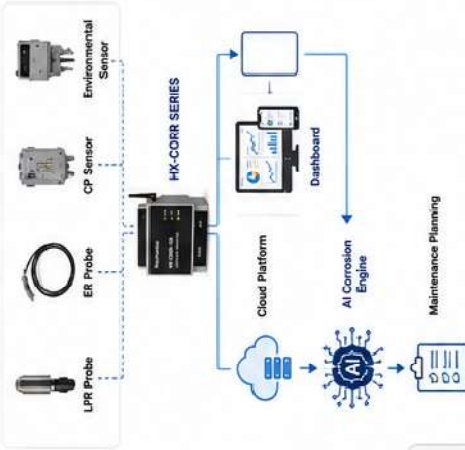 Environmental
Sensor
CP Sensor
ER Probe
LPR Probe
HX-CORR SERIES
Dashboard
Cloud Platform
AI Corrosion
Engine
AI
Maintenance Planning